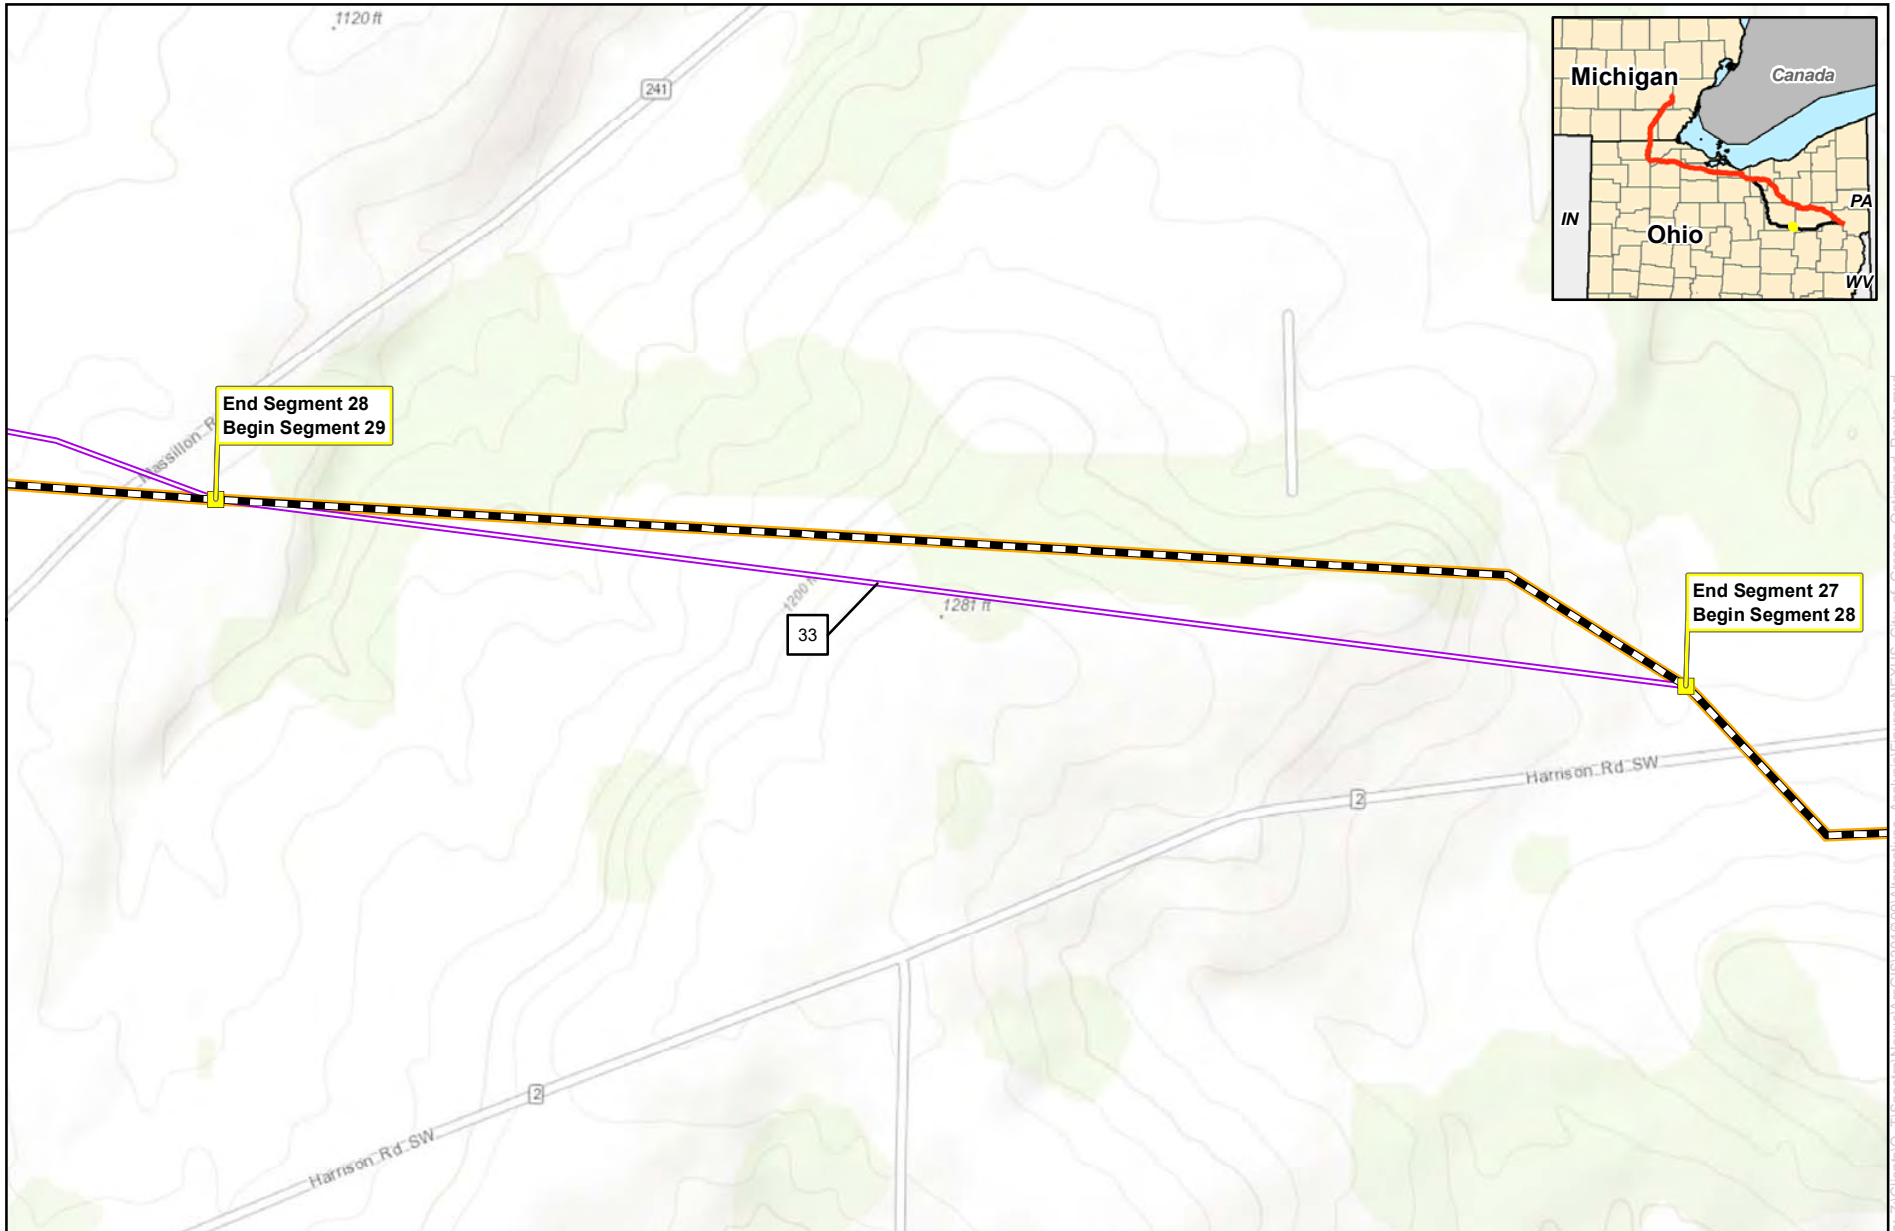 1120 ft
241
Michigan
Canada
IN
Ohio
PA
WV
End Segment 28
Begin Segment 29
1200 ft
1281 ft
33
End Segment 27
Begin Segment 28
Harrison Rd SW
2
2
Harrison Rd SW